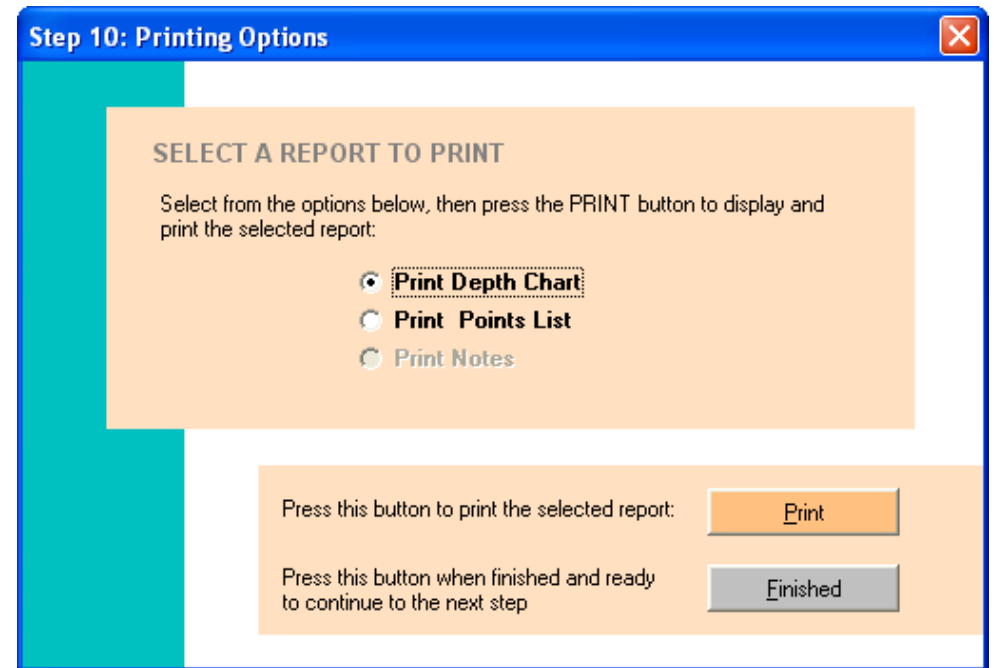 Step 10: Printing Options
SELECT A REPORT TO PRINT
Select from the options below, then press the PRINT button to display and
print the selected report:
Print Depth Chart
Print  Points List
Print Notes
Press this button to print the selected report:
Print
Press this button when finished and ready
to continue to the next step
Finished